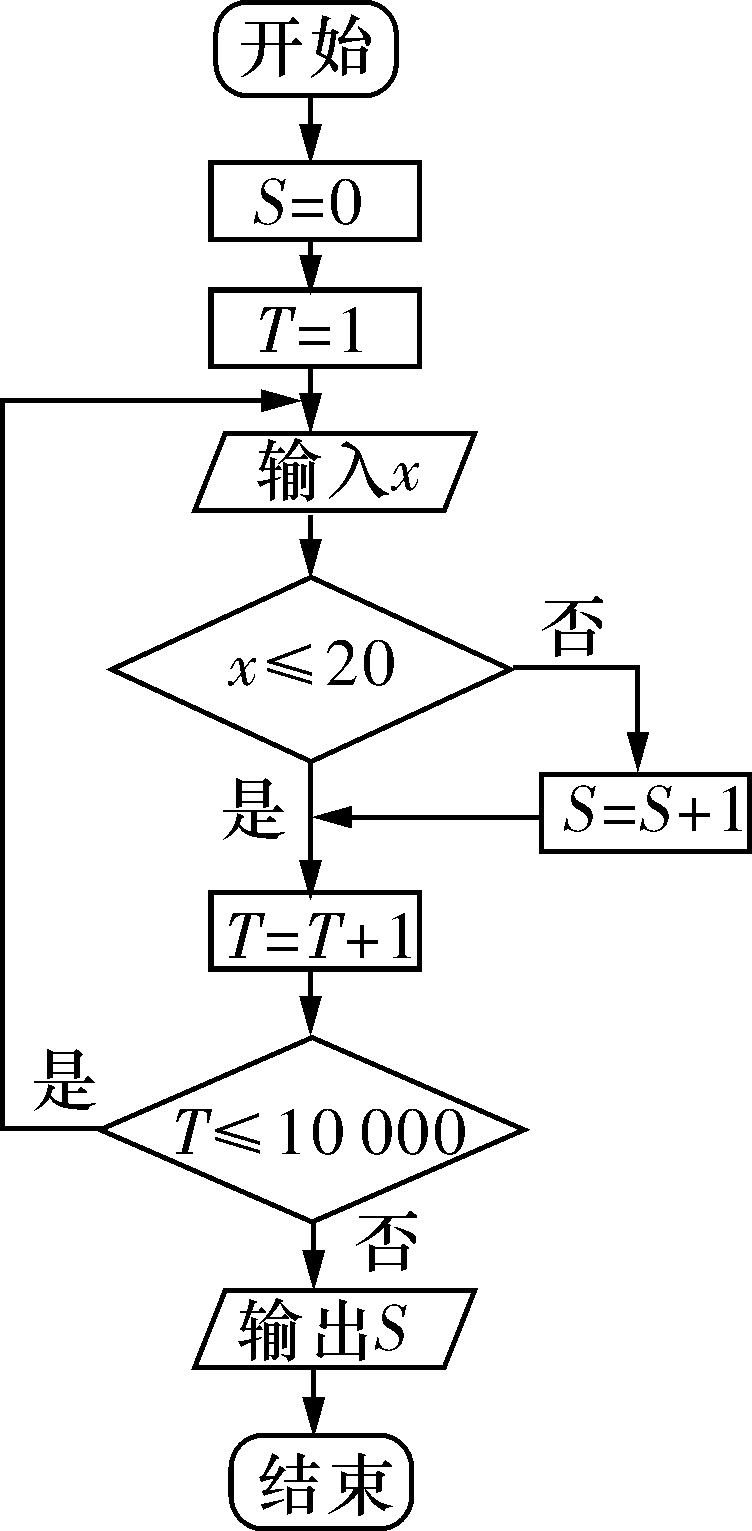 开始
S=0
T=1
输入x
x≤20
否
是
S=S+1
T=T+1
是
T≤10 000
否
输出S
结束